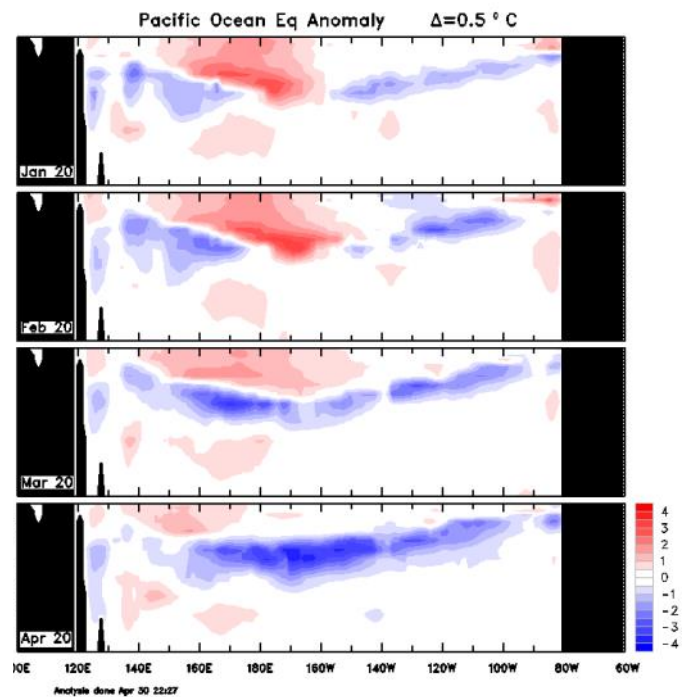 Pacific Ocean Eq Anomaly Δ=0.5 ° C
Jan 20
Feb 20
Mar 20
4
3
2
1
0
-1
-2
-3
-4
Apr 20
00E 120E 140E 160E 180E 160W 140W 120W 100W 80W 60W
Analysis done Apr 30 22:27